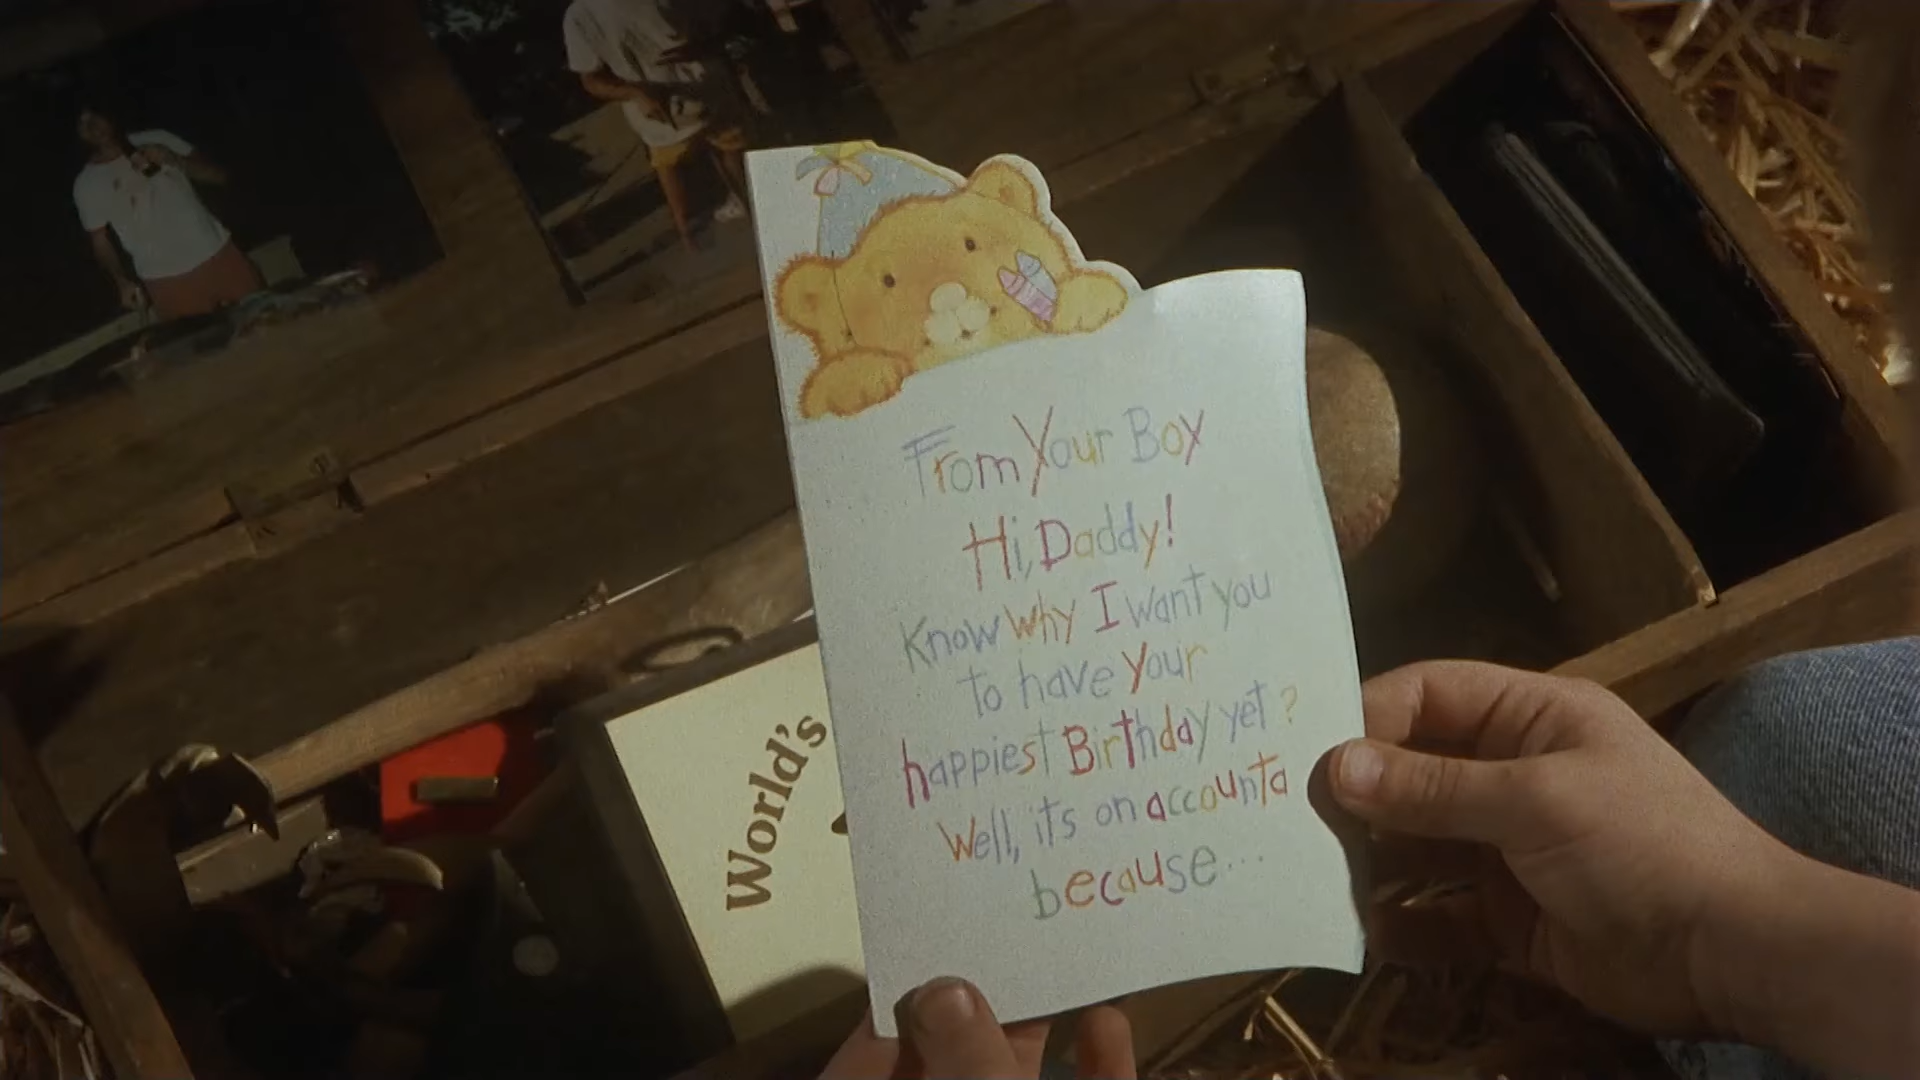 From Your Boy
Hi, Daddy!
Know why I want you
to have your
happiest Birthday yet?
Well, it's on accounta
because...
World's